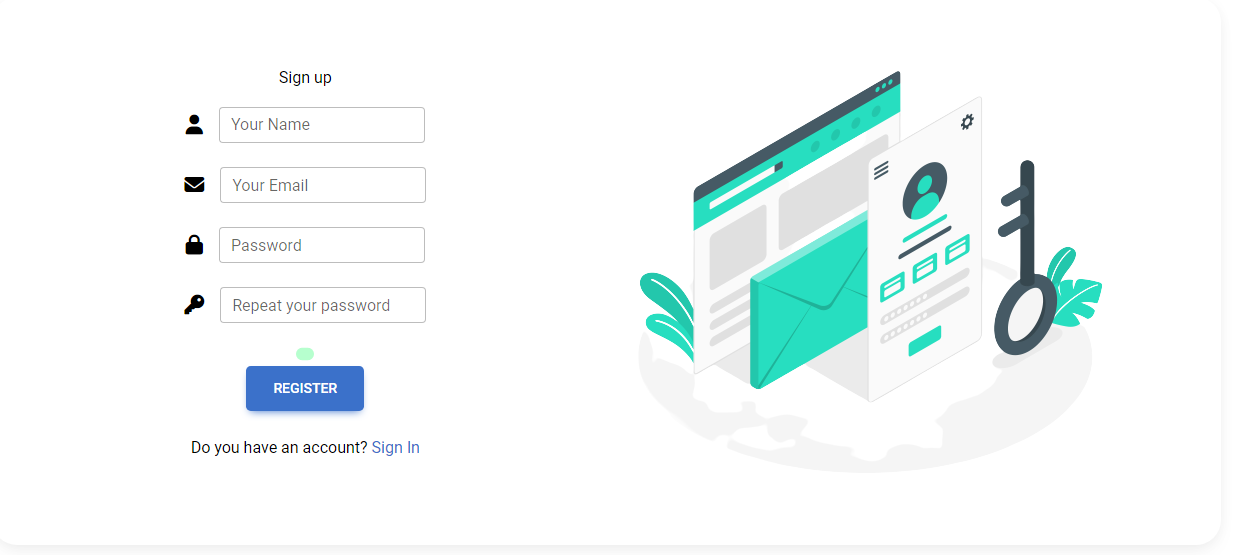 Sign up
Your Name
Your Email
Password
Repeat your password
REGISTER
Do you have an account? Sign In